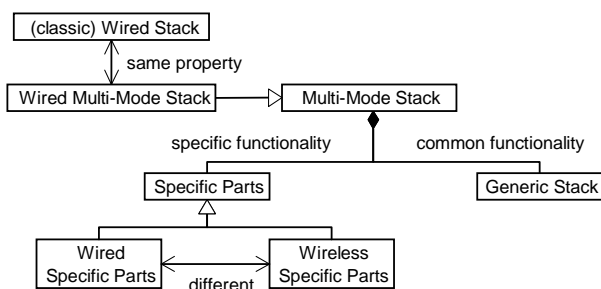 (classic) Wired Stack
same property
Wired Multi-Mode Stack
Multi-Mode Stack
specific functionality
common functionality
Specific Parts
Generic Stack
Wired
Specific Parts
Wireless
Specific Parts
different